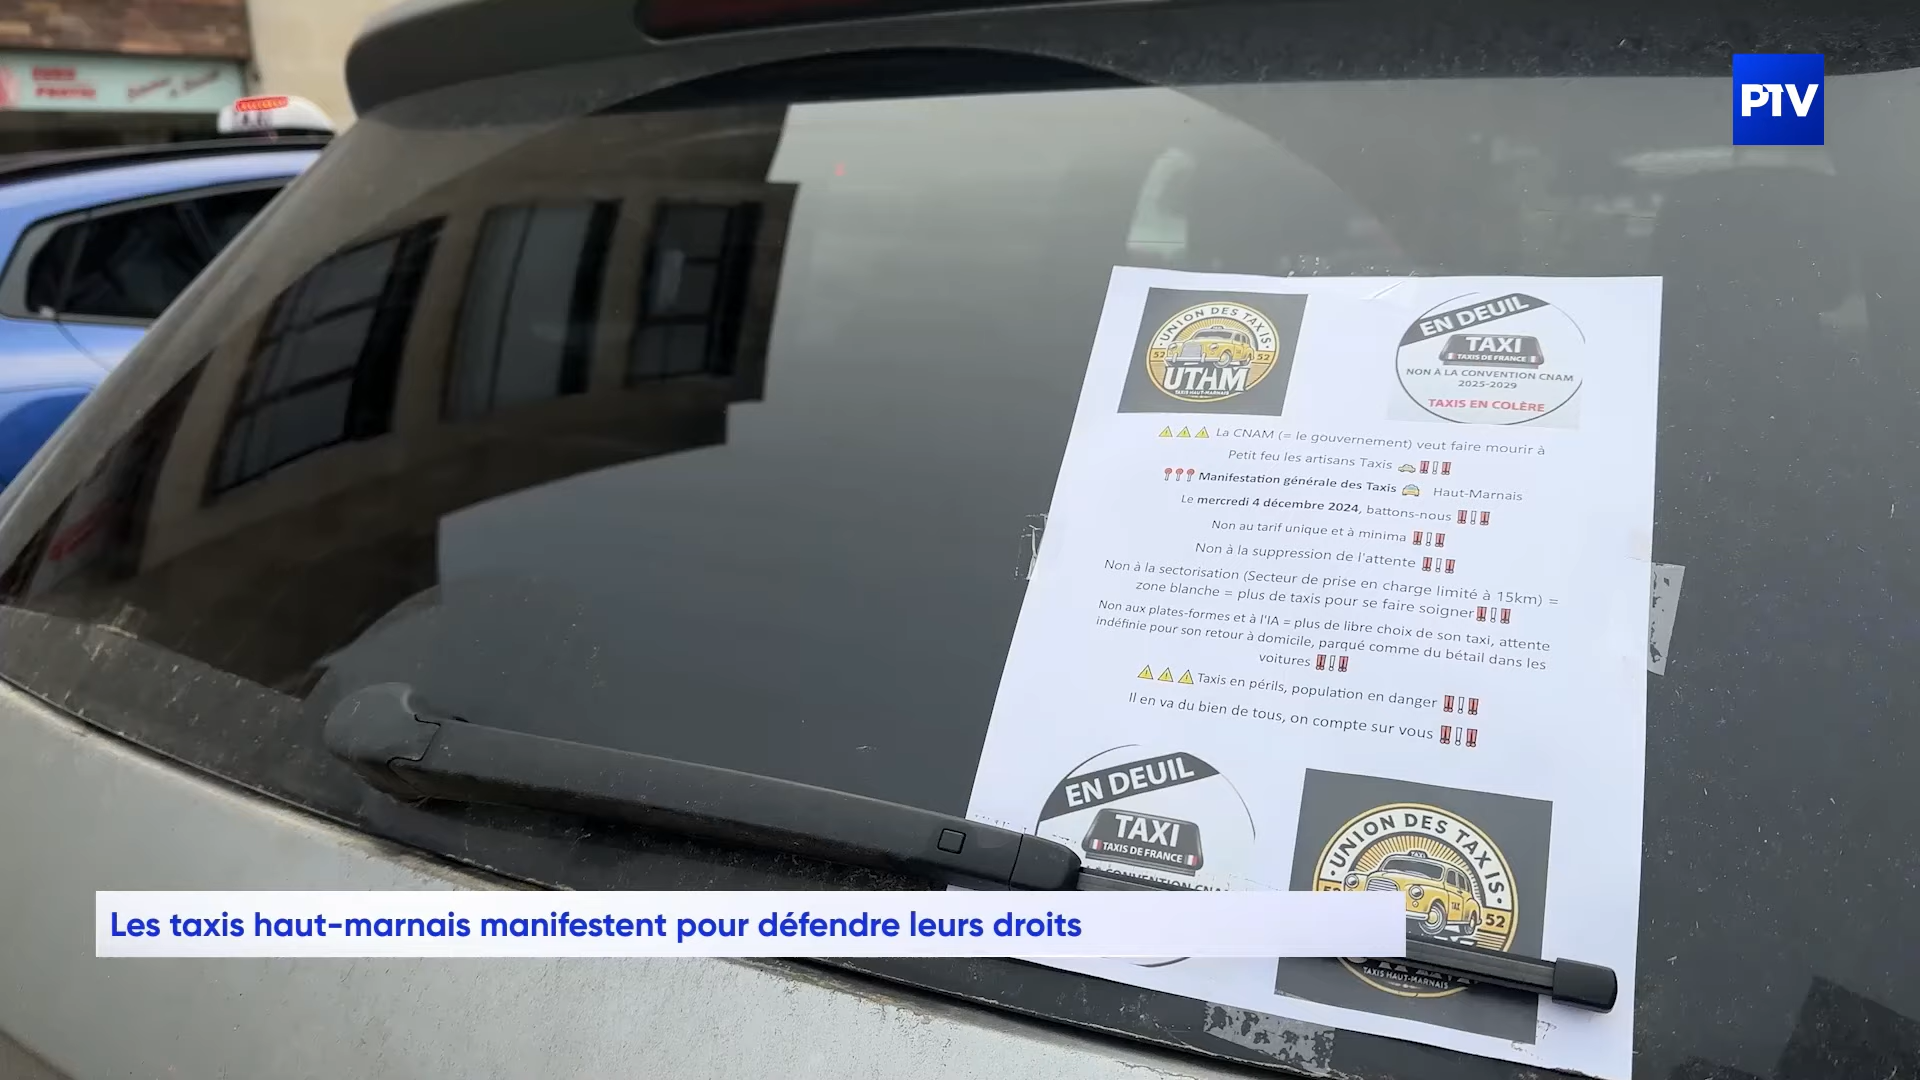 PTV
UNION DES TAXIS
52 52
UTHM
TAXIS HAUT-MARNAIS
EN DEUIL
TAXI
TAXIS DE FRANCE
NON À LA CONVENTION CNAM
2025-2029
TAXIS EN COLÈRE
⚠️⚠️⚠️ La CNAM (= le gouvernement) veut faire mourir à
Petit feu les artisans Taxis 🚕‼️❕‼️
📍📍📍 Manifestation générale des Taxis 🚖 Haut-Marnais
Le mercredi 4 décembre 2024, battons-nous ‼️❕‼️
Non au tarif unique et à minima ‼️❕‼️
Non à la suppression de l'attente ‼️❕‼️
Non à la sectorisation (Secteur de prise en charge limité à 15km) =
zone blanche = plus de taxis pour se faire soigner‼️❕‼️
Non aux plates-formes et à l'IA = plus de libre choix de son taxi, attente
indéfinie pour son retour à domicile, parqué comme du bétail dans les
voitures ‼️❕‼️
⚠️⚠️⚠️ Taxis en périls, population en danger ‼️❕‼️
Il en va du bien de tous, on compte sur vous ‼️❕‼️
EN DEUIL
TAXI
TAXIS DE FRANCE
CONVENTION CNA
UNION DES TAXIS
TAXI
52
TAXIS HAUT-MARNAIS
Les taxis haut-marnais manifestent pour défendre leurs droits